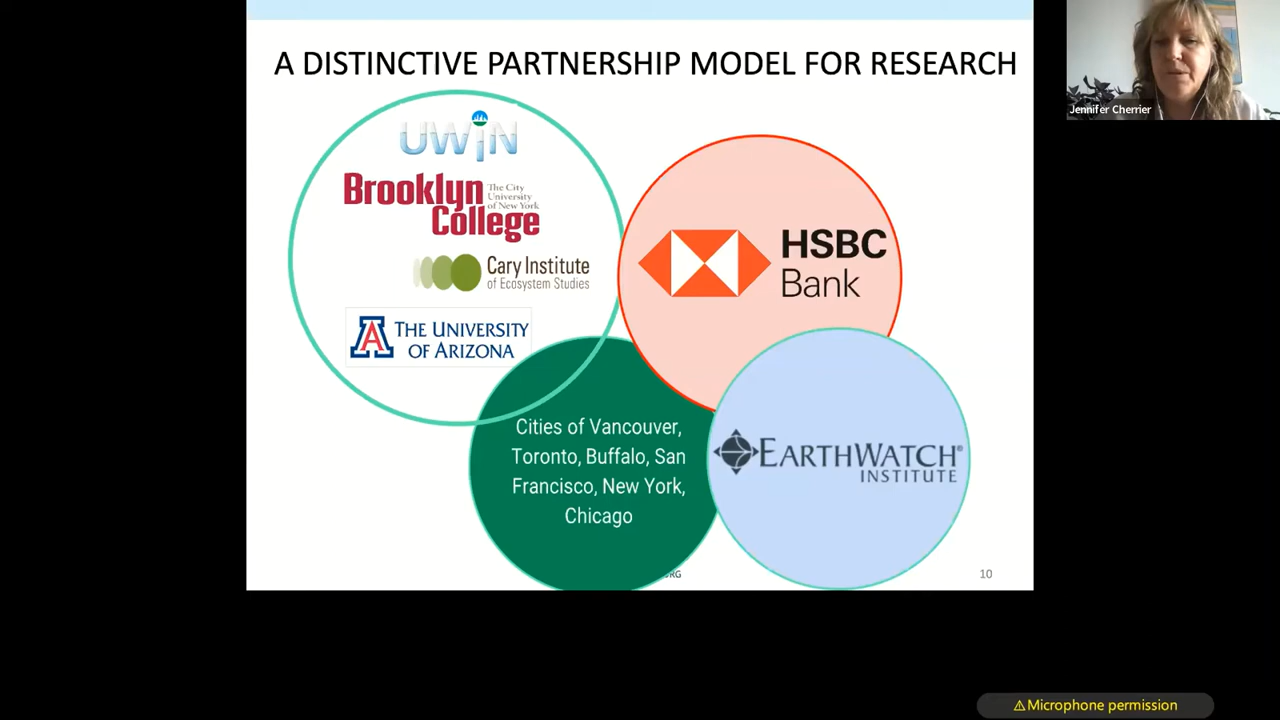 A DISTINCTIVE PARTNERSHIP MODEL FOR RESEARCH
Jennifer Cherrier
UWiN
Brooklyn
The City
University
of New York
College
Cary Institute
of Ecosystem Studies
A
THE UNIVERSITY
OF ARIZONA
HSBC
Bank
Cities of Vancouver,
Toronto, Buffalo, San
Francisco, New York,
Chicago
EARTHWATCH®
INSTITUTE
10
⚠Microphone permission